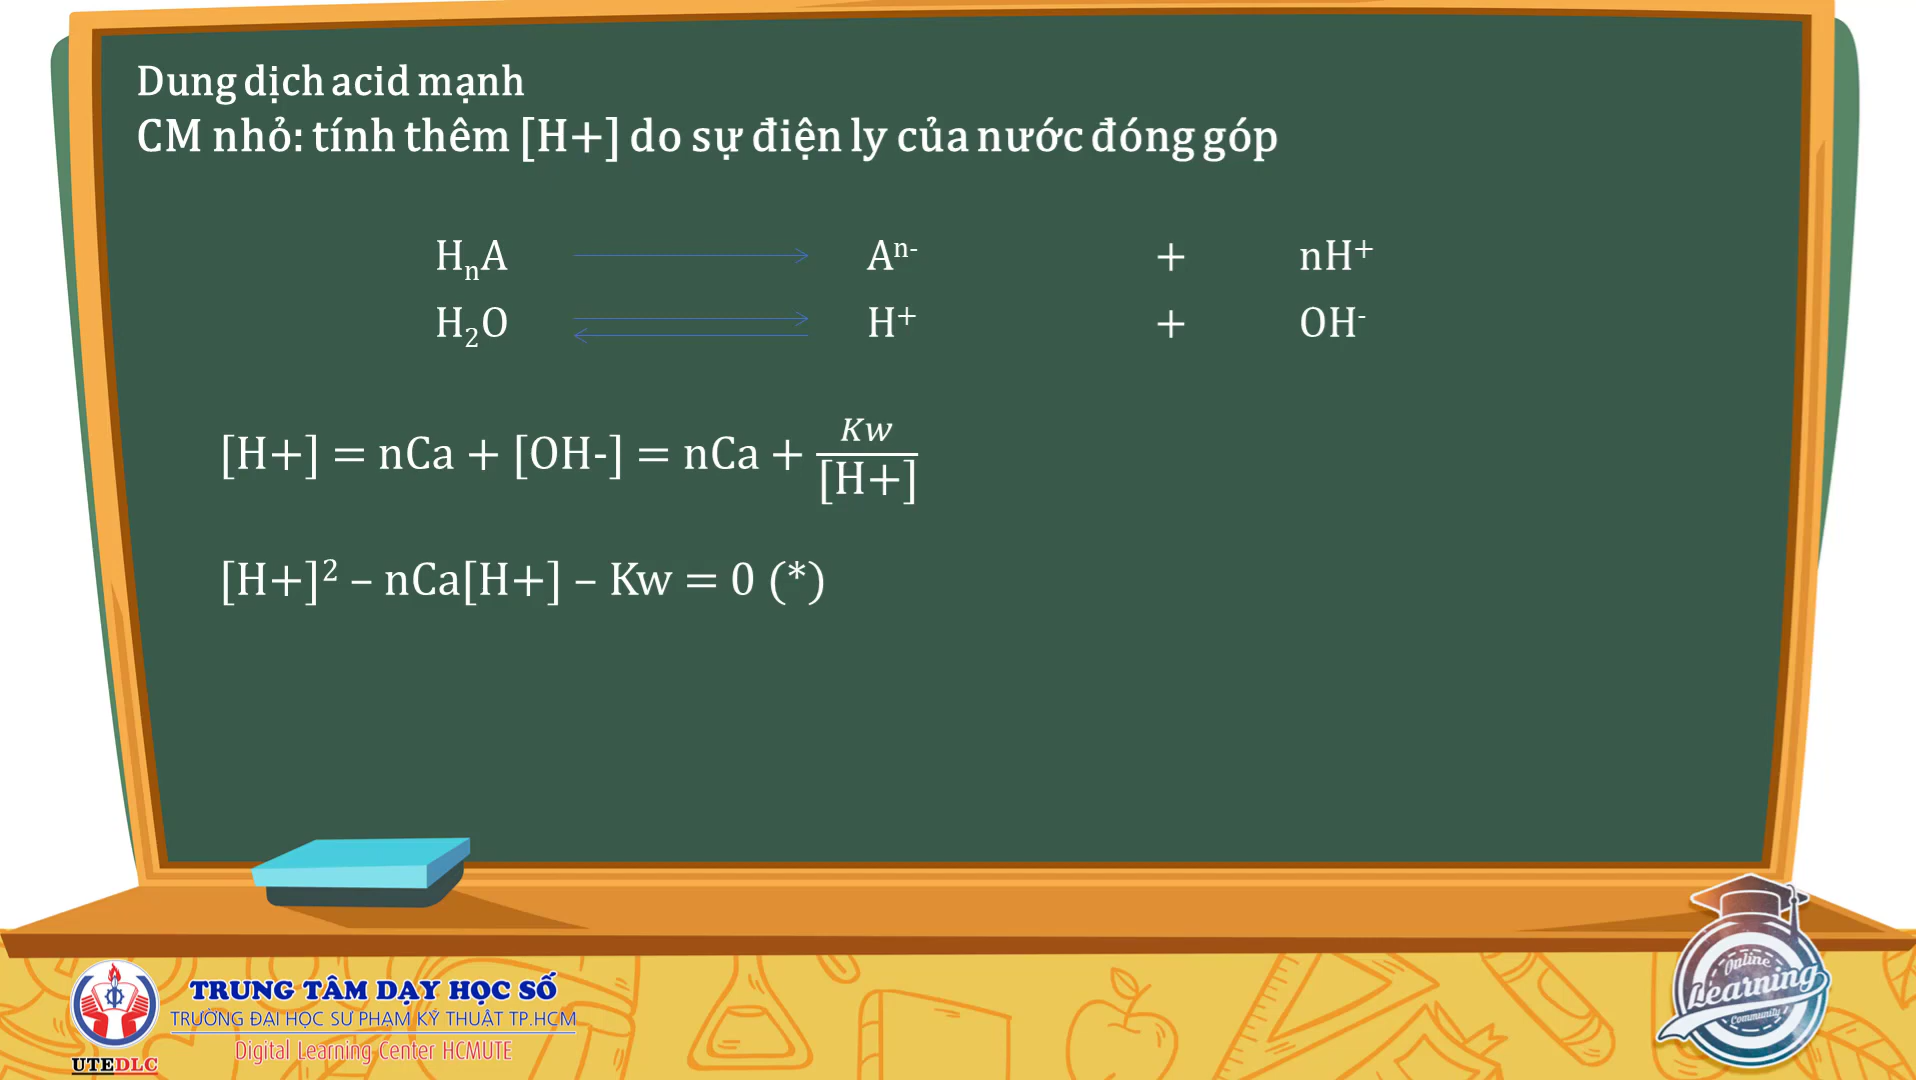 Dung dịch acid mạnh
CM nhỏ: tính thêm [H+] do sự điện ly của nước đóng góp
HₙA → Aⁿ⁻ + nH⁺
H₂O ⇄ H⁺ + OH⁻
[H+] = nCa + [OH-] = nCa + Kw/[H+]
[H+]² – nCa[H+] – Kw = 0 (*)
TRUNG TÂM DẠY HỌC SỐ
TRƯỜNG ĐẠI HỌC SƯ PHẠM KỸ THUẬT TP.HCM
Digital Learning Center HCMUTE
UTEDLC
Online
Learning
Community